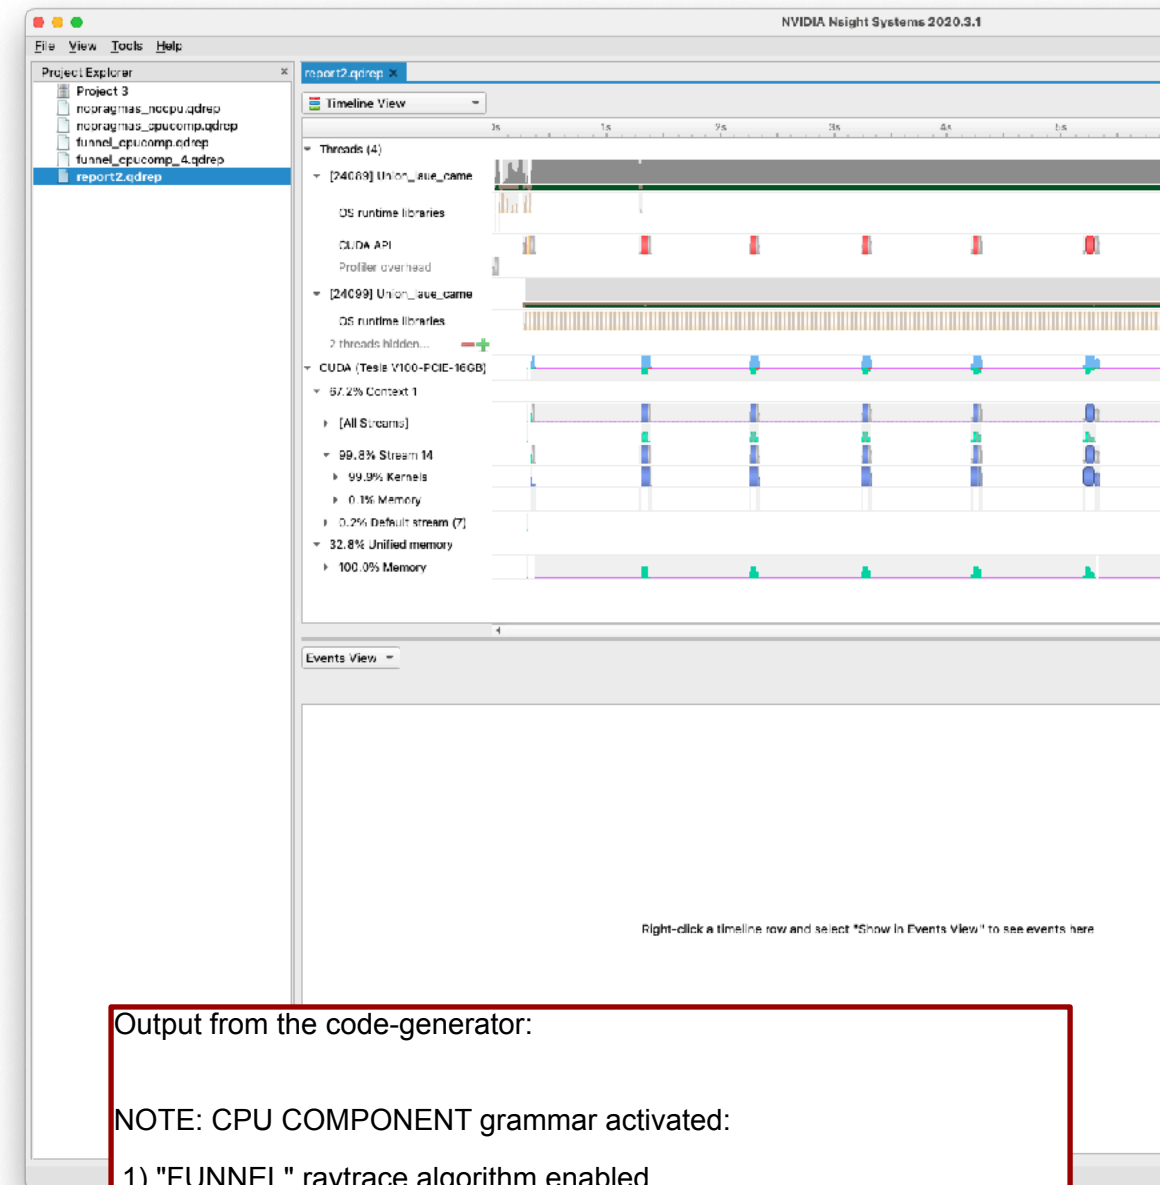 NVIDIA Nsight Systems 2020.3.1
File View Tools Help
Project Explorer ×
Project 3
nopragmas_nocpu.qdrep
nopragmas_cpucomp.qdrep
funnel_cpucomp.qdrep
funnel_cpucomp_4.qdrep
report2.qdrep
report2.qdrep ×
Timeline View
0s 1s 2s 3s 4s 5s
Threads (4)
[24089] Union_laue_came
OS runtime libraries
CUDA API
Profiler overhead
[24099] Union_laue_came
OS runtime libraries
2 threads hidden...
CUDA (Tesla V100-PCIE-16GB)
67.2% Context 1
[All Streams]
99.8% Stream 14
99.9% Kernels
0.1% Memory
0.2% Default stream (7)
32.8% Unified memory
100.0% Memory
Events View
Right-click a timeline row and select "Show in Events View" to see events here
Output from the code-generator:
NOTE: CPU COMPONENT grammar activated:
1) "FUNNEL" raytrace algorithm enabled